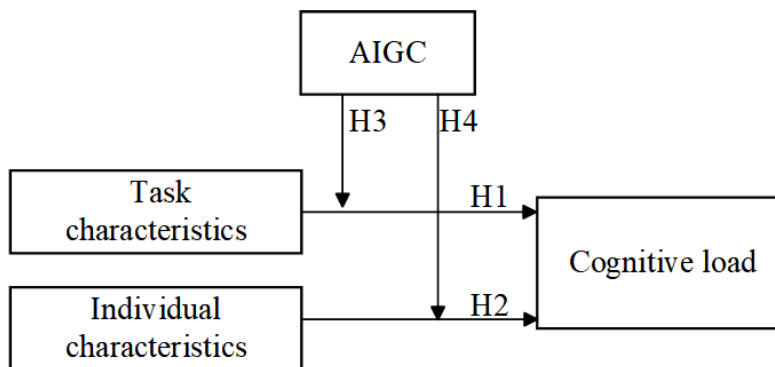 AIGC
H3
H4
Task
characteristics
H1
Cognitive load
Individual
characteristics
H2